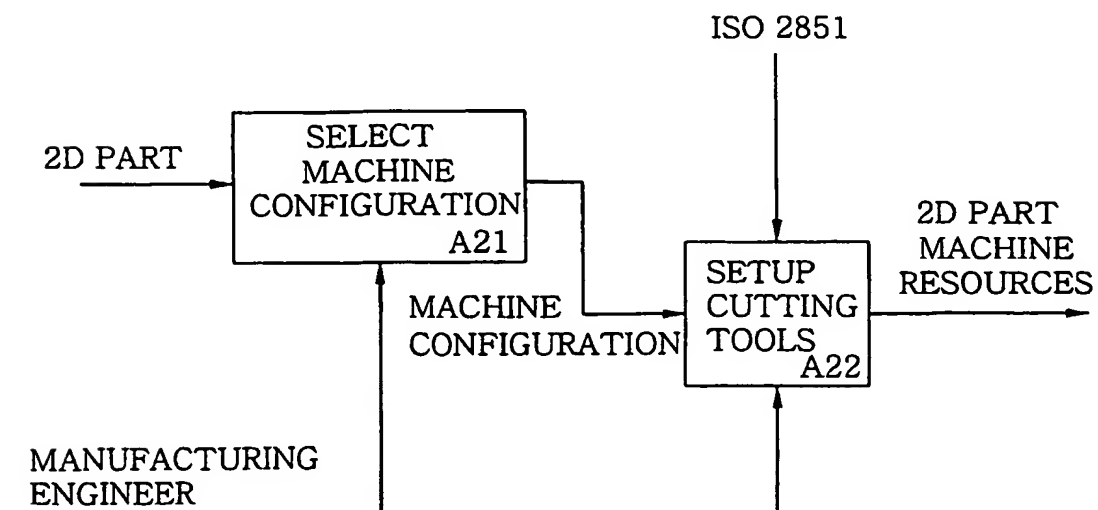 ISO 2851
2D PART
SELECT
MACHINE
CONFIGURATION
A21
2D PART
MACHINE
RESOURCES
SETUP
CUTTING
TOOLS
A22
MACHINE
CONFIGURATION
MANUFACTURING
ENGINEER